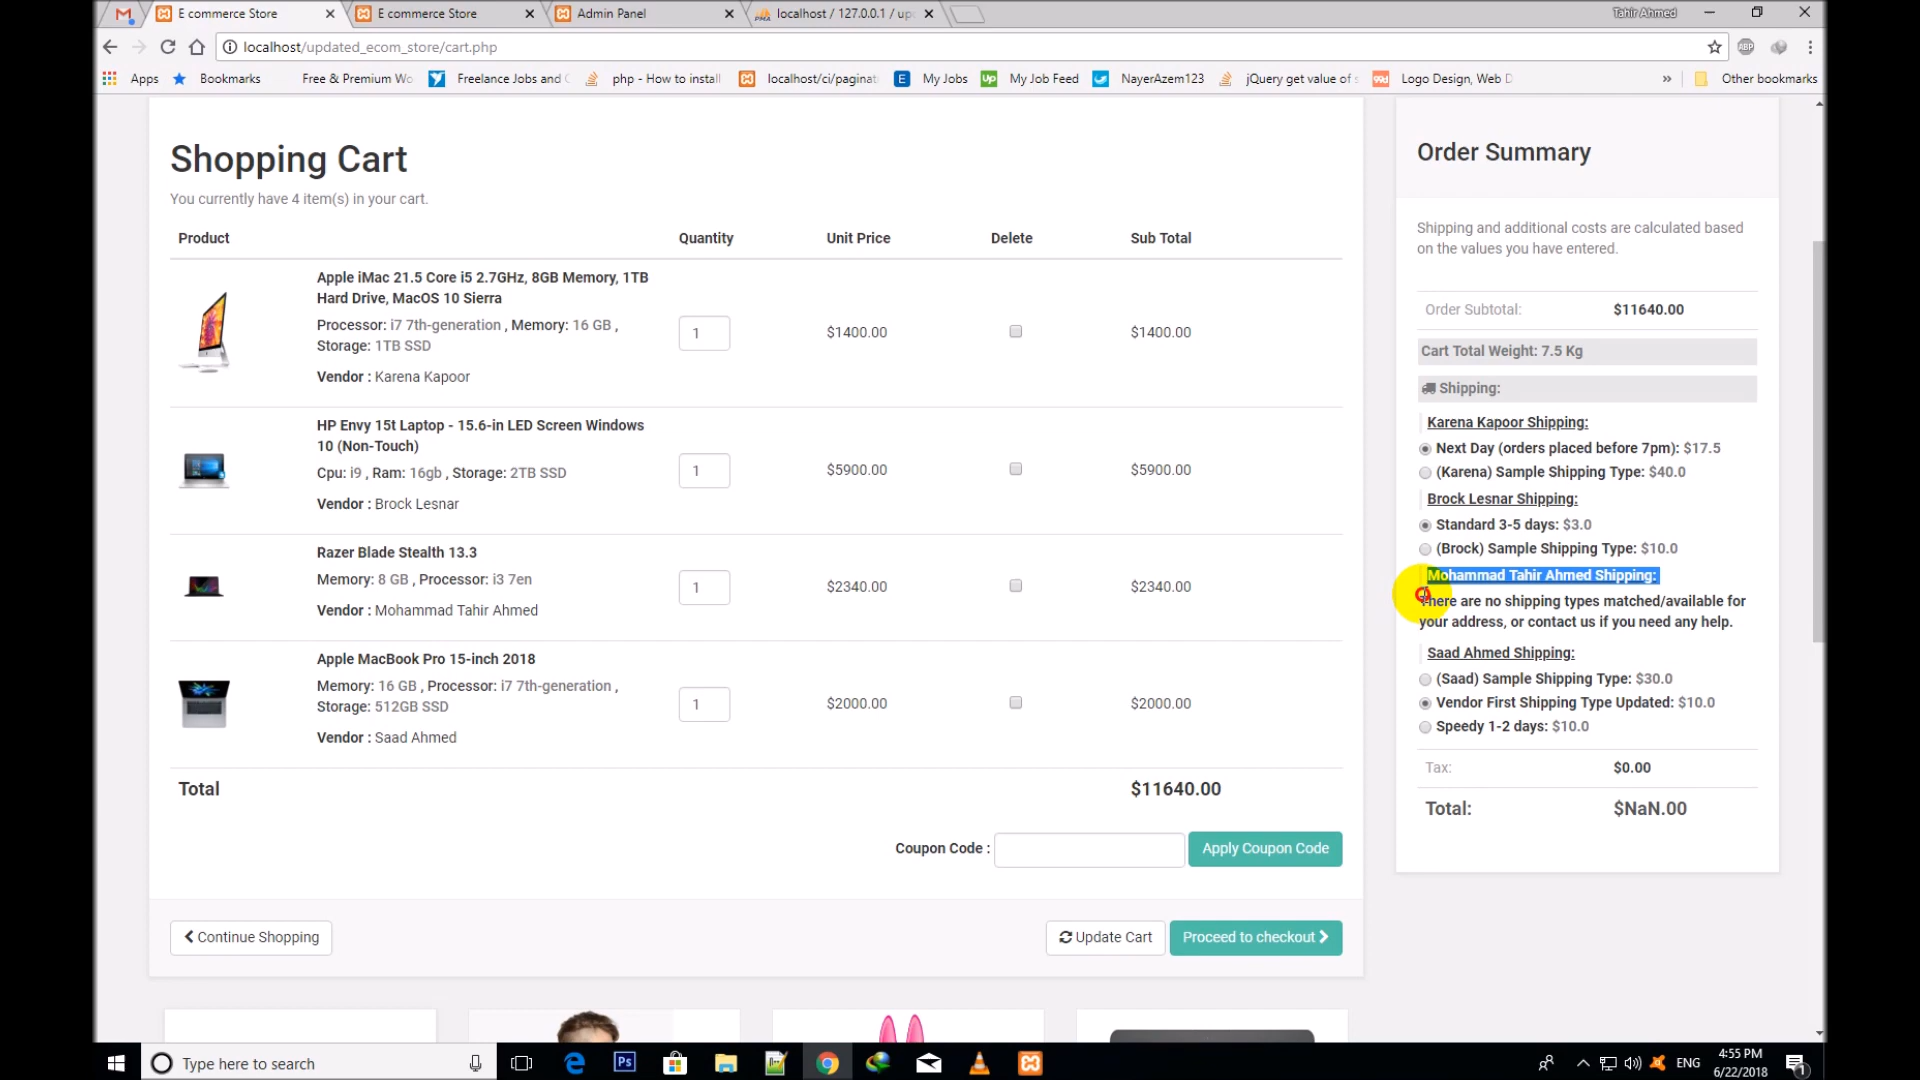 E commerce Store
E commerce Store
Admin Panel
localhost / 127.0.0.1 / up
Tahir Ahmed
localhost/updated_ecom_store/cart.php
Apps
Bookmarks
Free & Premium Wo
Freelance Jobs and
php - How to install
localhost/ci/paginat
My Jobs
My Job Feed
NayerAzem123
jQuery get value of
Logo Design, Web D
Other bookmarks
Shopping Cart
You currently have 4 item(s) in your cart.
Product Quantity Unit Price Delete Sub Total
Apple iMac 21.5 Core i5 2.7GHz, 8GB Memory, 1TB
Hard Drive, MacOS 10 Sierra
Processor: i7 7th-generation , Memory: 16 GB ,
Storage: 1TB SSD
Vendor : Karena Kapoor
1 $1400.00 $1400.00
HP Envy 15t Laptop - 15.6-in LED Screen Windows
10 (Non-Touch)
Cpu: i9 , Ram: 16gb , Storage: 2TB SSD
Vendor : Brock Lesnar
1 $5900.00 $5900.00
Razer Blade Stealth 13.3
Memory: 8 GB , Processor: i3 7en
Vendor : Mohammad Tahir Ahmed
1 $2340.00 $2340.00
Apple MacBook Pro 15-inch 2018
Memory: 16 GB , Processor: i7 7th-generation ,
Storage: 512GB SSD
Vendor : Saad Ahmed
1 $2000.00 $2000.00
Total $11640.00
Coupon Code : Apply Coupon Code
Continue Shopping Update Cart Proceed to checkout
Order Summary
Shipping and additional costs are calculated based
on the values you have entered.
Order Subtotal: $11640.00
Cart Total Weight: 7.5 Kg
Shipping:
Karena Kapoor Shipping:
Next Day (orders placed before 7pm): $17.5
(Karena) Sample Shipping Type: $40.0
Brock Lesnar Shipping:
Standard 3-5 days: $3.0
(Brock) Sample Shipping Type: $10.0
Mohammad Tahir Ahmed Shipping:
There are no shipping types matched/available for
your address, or contact us if you need any help.
Saad Ahmed Shipping:
(Saad) Sample Shipping Type: $30.0
Vendor First Shipping Type Updated: $10.0
Speedy 1-2 days: $10.0
Tax: $0.00
Total: $NaN.00
Type here to search
ENG
4:55 PM
6/22/2018